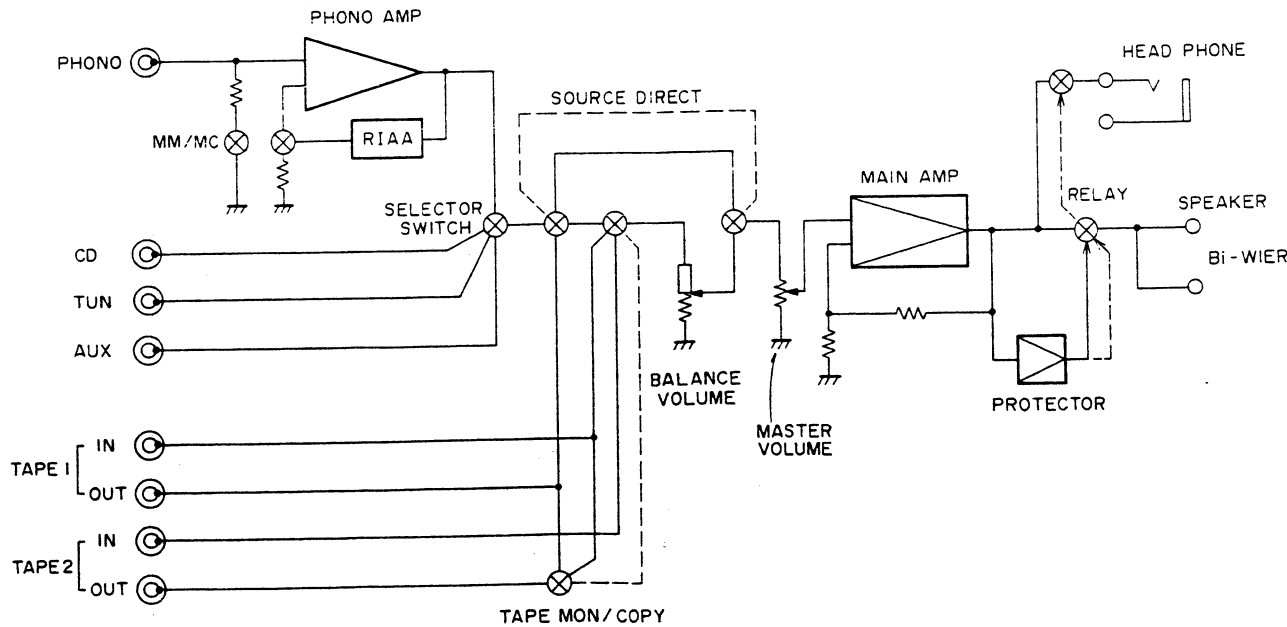 PHONO AMP
PHONO
MM/MC
RIAA
SOURCE DIRECT
SELECTOR
SWITCH
CD
TUN
AUX
HEAD PHONE
MAIN AMP
RELAY
SPEAKER
Bi-WIER
BALANCE
VOLUME
MASTER
VOLUME
PROTECTOR
TAPE 1
IN
OUT
TAPE 2
IN
OUT
TAPE MON/COPY